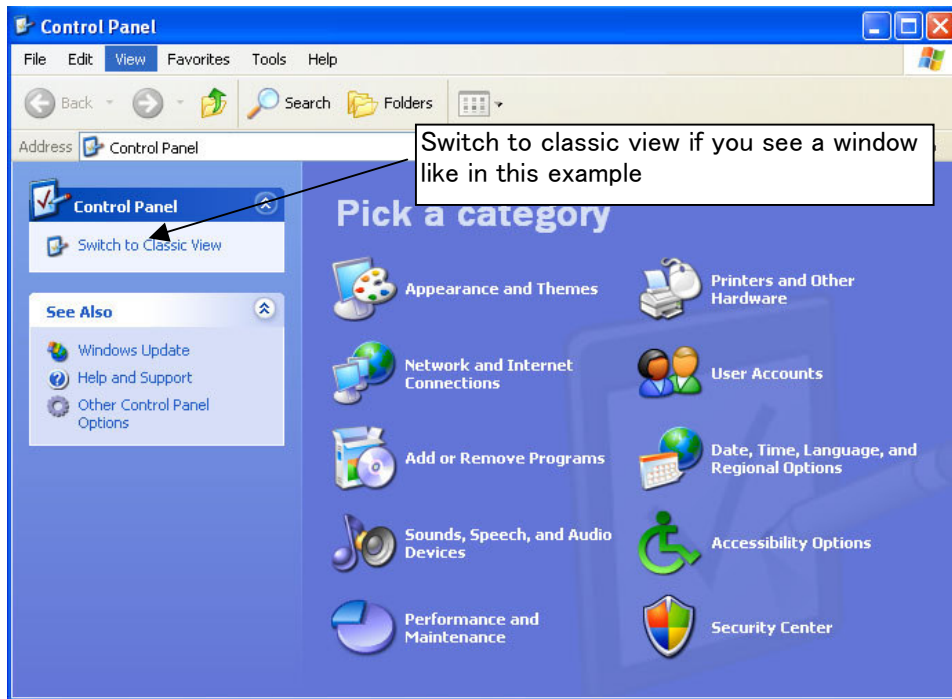 Control Panel
File Edit View Favorites Tools Help
Back Search Folders
Address Control Panel
Switch to classic view if you see a window
like in this example
Control Panel
Switch to Classic View
See Also
Windows Update
Help and Support
Other Control Panel
Options
Pick a category
Appearance and Themes
Printers and Other
Hardware
Network and Internet
Connections
User Accounts
Add or Remove Programs
Date, Time, Language, and
Regional Options
Sounds, Speech, and Audio
Devices
Accessibility Options
Performance and
Maintenance
Security Center